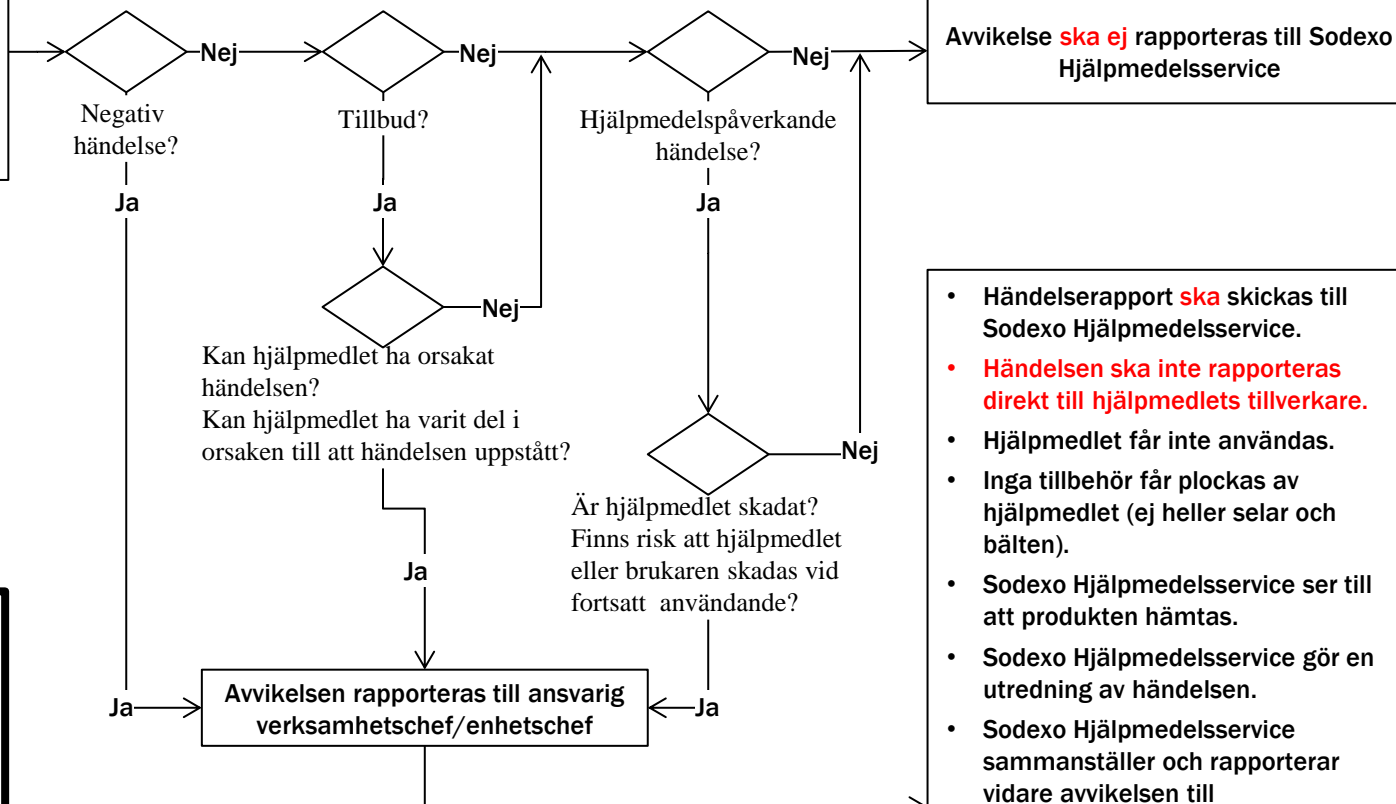 Nej
Nej
Nej
Avvikelse ska ej rapporteras till Sodexo
Hjälpmedelsservice
Negativ
händelse?
Tillbud?
Hjälpmedelspåverkande
händelse?
Ja
Ja
Ja
Nej
Kan hjälpmedlet ha orsakat
händelsen?
Kan hjälpmedlet ha varit del i
orsaken till att händelsen uppstått?
Nej
Är hjälpmedlet skadat?
Finns risk att hjälpmedlet
eller brukaren skadas vid
fortsatt  användande?
Ja
Ja
Avvikelsen rapporteras till ansvarig
verksamhetschef/enhetschef
Ja
• Händelserapport ska skickas till
Sodexo Hjälpmedelsservice.
• Händelsen ska inte rapporteras
direkt till hjälpmedlets tillverkare.
• Hjälpmedlet får inte användas.
• Inga tillbehör får plockas av
hjälpmedlet (ej heller selar och
bälten).
• Sodexo Hjälpmedelsservice ser till
att produkten hämtas.
• Sodexo Hjälpmedelsservice gör en
utredning av händelsen.
• Sodexo Hjälpmedelsservice
sammanställer och rapporterar
vidare avvikelsen till